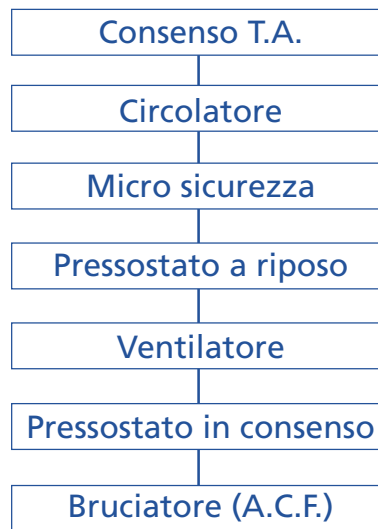 Consenso T.A.
Circolatore
Micro sicurezza
Pressostato a riposo
Ventilatore
Pressostato in consenso
Bruciatore (A.C.F.)